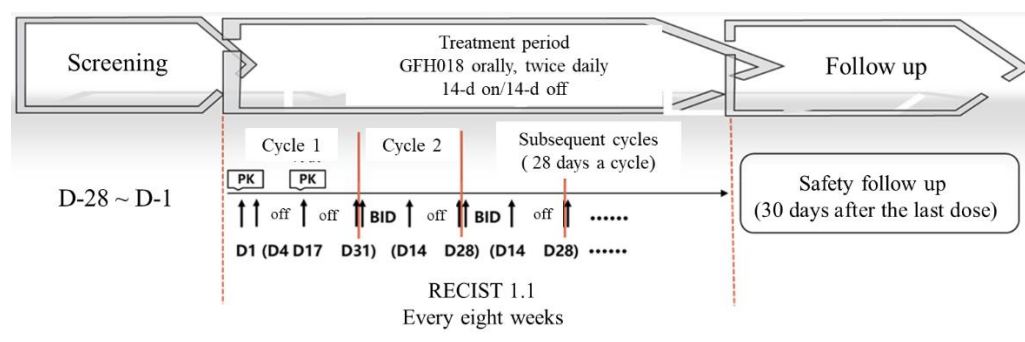 Screening
Treatment period
GFH018 orally, twice daily
14-d on/14-d off
Follow up
Cycle 1
Cycle 2
Subsequent cycles
( 28 days a cycle)
PK
PK
D-28 ~ D-1
off
off
BID
off
BID
off
......
D1 (D4 D17 D31) (D14 D28) (D14 D28) ......
Safety follow up
(30 days after the last dose)
RECIST 1.1
Every eight weeks